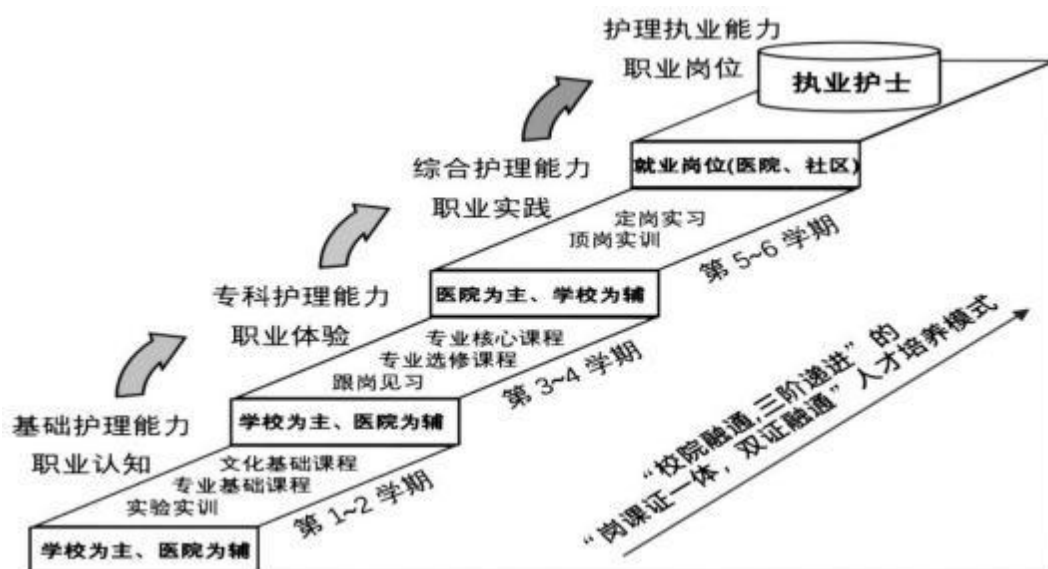 护理执业能力
职业岗位
执业护士
综合护理能力
职业实践
就业岗位(医院、社区)
定岗实习
顶岗实训
第 5~6 学期
专科护理能力
职业体验
医院为主、学校为辅
专业核心课程
专业选修课程
跟岗见习
第 3~4 学期
基础护理能力
职业认知
学校为主、医院为辅
文化基础课程
专业基础课程
实验实训
第 1~2 学期
学校为主、医院为辅
“校院融通,三阶递进”的
“岗课证一体，双证融通”人才培养模式